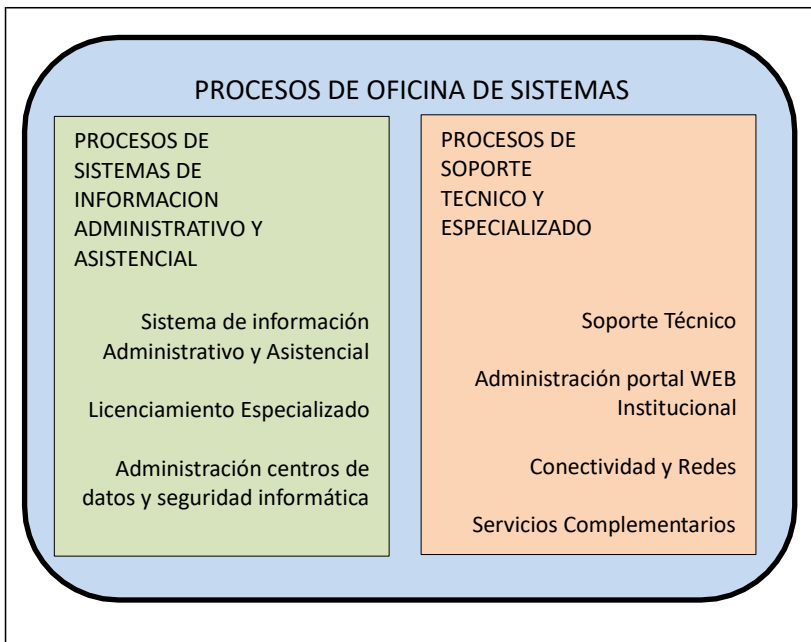 PROCESOS DE OFICINA DE SISTEMAS
PROCESOS DE
SISTEMAS DE
INFORMACION
ADMINISTRATIVO Y
ASISTENCIAL
Sistema de información
Administrativo y Asistencial
Licenciamiento Especializado
Administración centros de
datos y seguridad informática
PROCESOS DE
SOPORTE
TECNICO Y
ESPECIALIZADO
Soporte Técnico
Administración portal WEB
Institucional
Conectividad y Redes
Servicios Complementarios